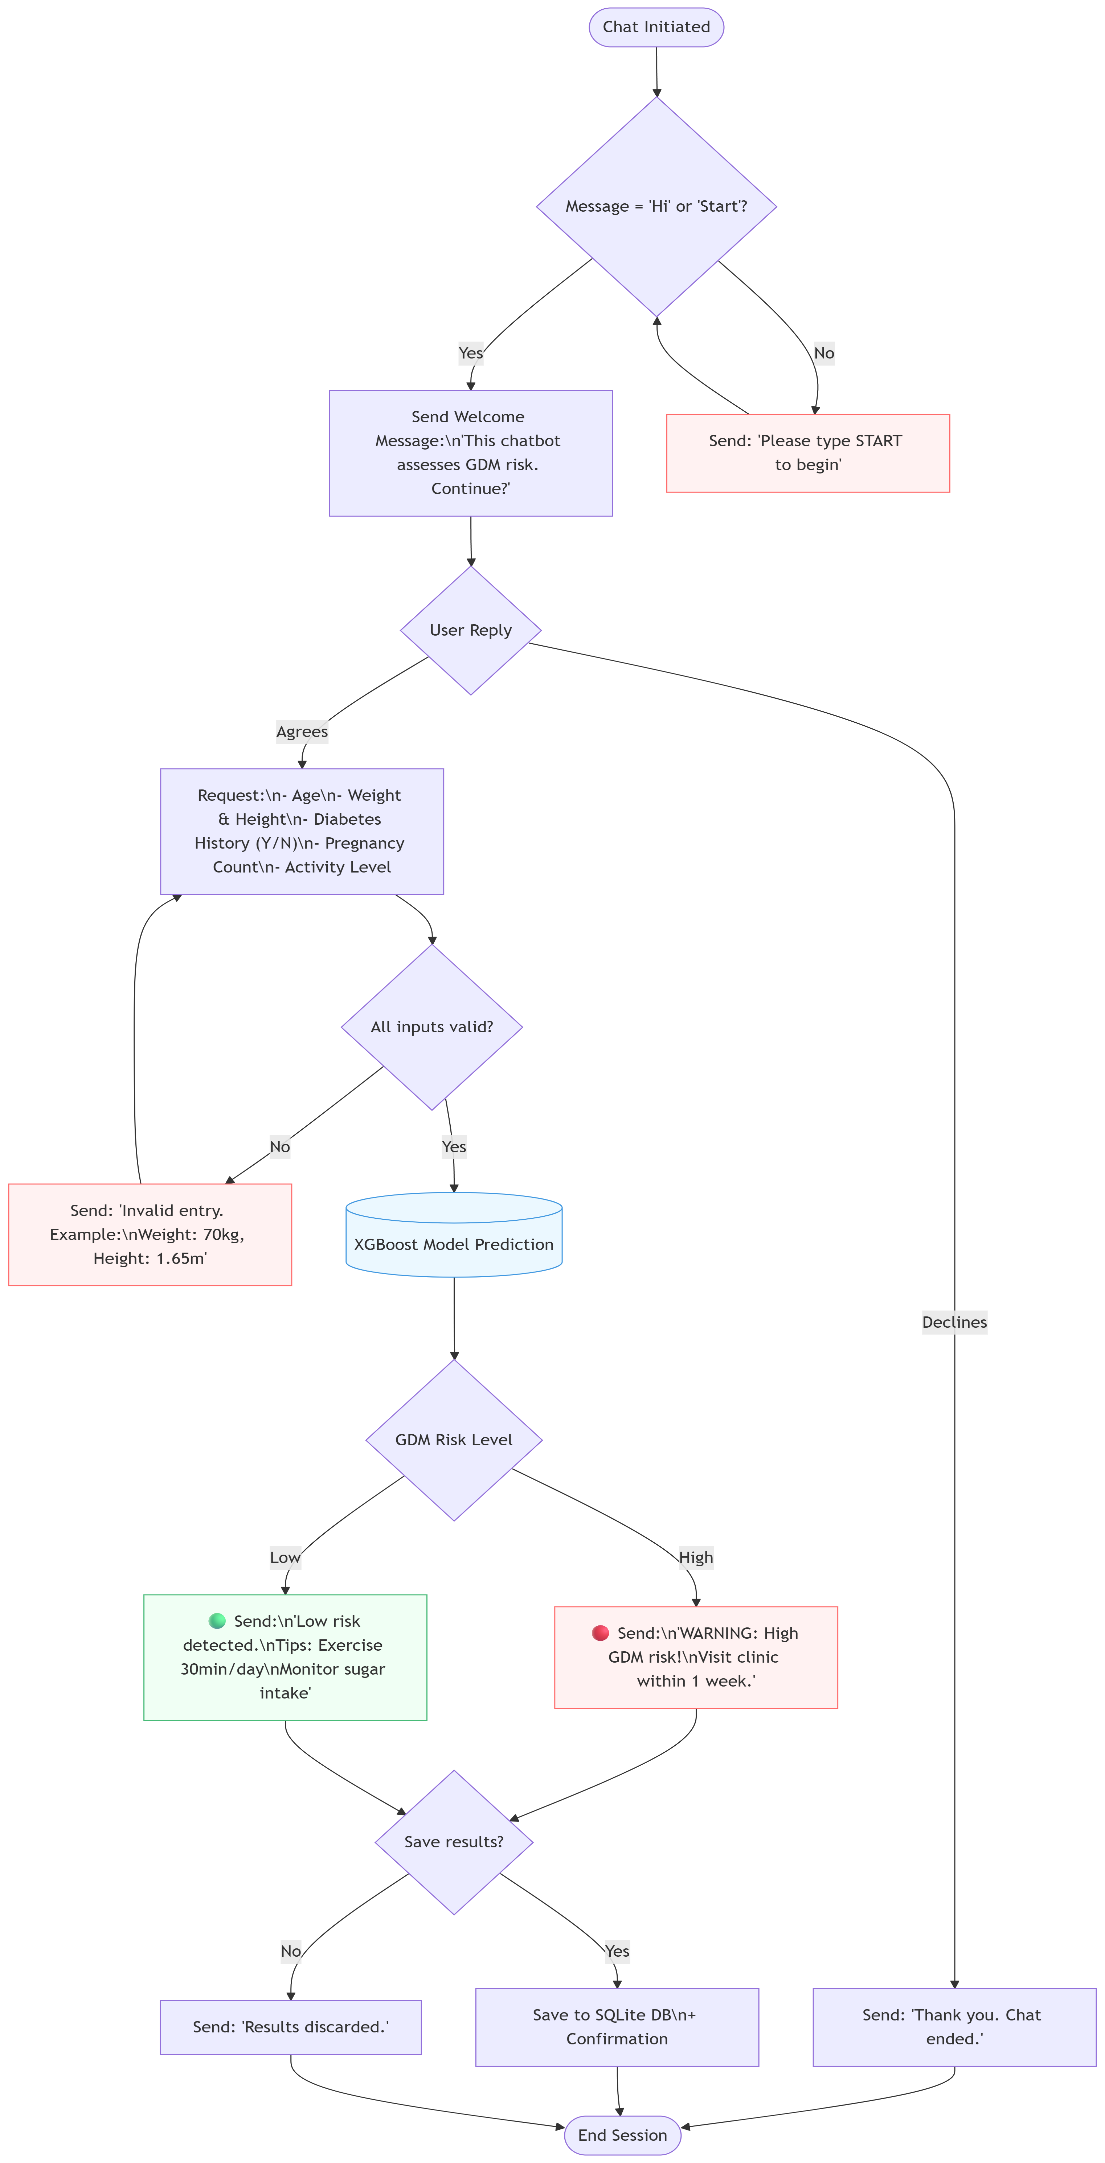 Chat Initiated
Message = 'Hi' or 'Start'?
Yes
No
Send Welcome
Message:\n'This chatbot
assesses GDM risk.
Continue?'
Send: 'Please type START
to begin'
User Reply
Agrees
Request:\n- Age\n- Weight
& Height\n- Diabetes
History (Y/N)\n- Pregnancy
Count\n- Activity Level
All inputs valid?
No
Yes
Send: 'Invalid entry.
Example:\nWeight: 70kg,
Height: 1.65m'
XGBoost Model Prediction
Declines
GDM Risk Level
Low
High
Send:\n'Low risk
detected.\nTips: Exercise
30min/day\nMonitor sugar
intake'
Send:\n'WARNING: High
GDM risk!\nVisit clinic
within 1 week.'
Save results?
No
Yes
Send: 'Results discarded.'
Save to SQLite DB\n+
Confirmation
Send: 'Thank you. Chat
ended.'
End Session